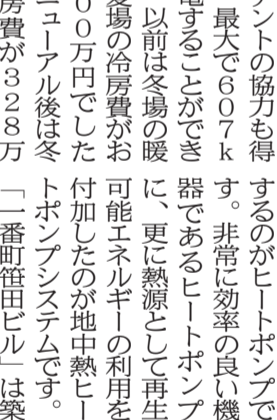 ナントの協力も得
最大で607k
電することができ
以前は冬場の暖
夏場の冷房費がお
00万円でした
ニューアル後は冬
房費が328万
するのがヒートポンプで
す。非常に効率の良い機
器であるヒートポンプ
に、更に熱源として再生
可能エネルギーの利用を
付加したのが地中熱ヒー
トポンプシステムです。
「一番町笹田ビル」は築